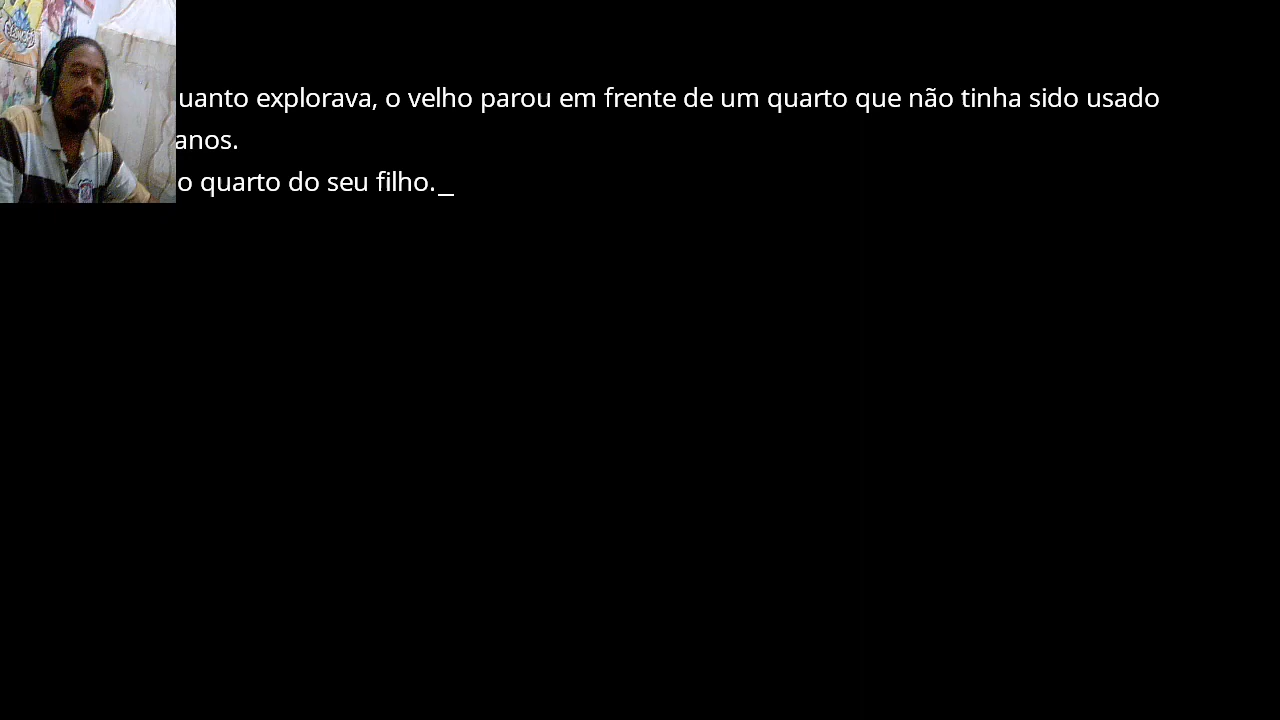 uanto explorava, o velho parou em frente de um quarto que não tinha sido usado
anos.
o quarto do seu filho._